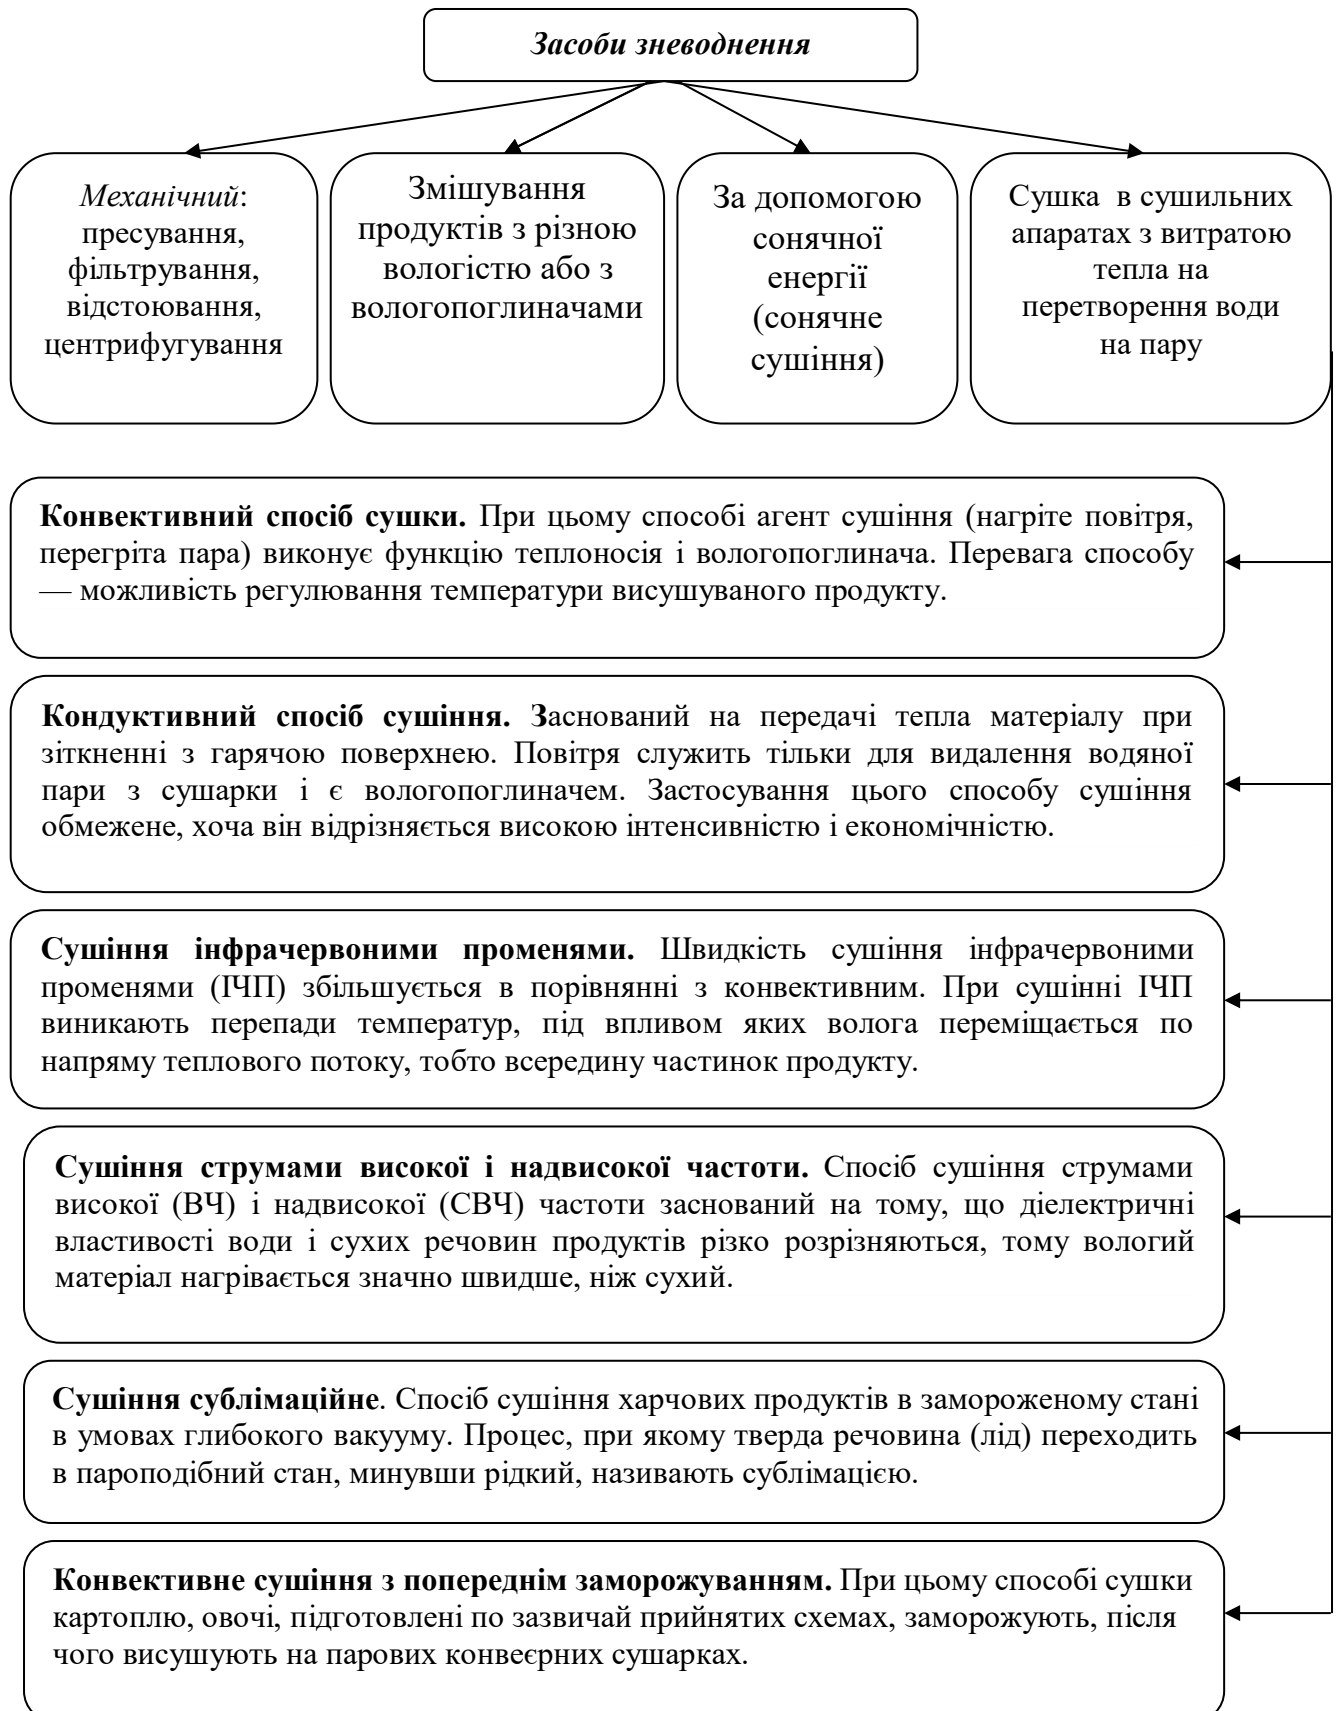 Засоби зневоднення
Механічний:
пресування,
фільтрування,
відстоювання,
центрифугування
Змішування
продуктів з різною
вологістю або з
вологопоглиначами
За допомогою
сонячної
енергії
(сонячне
сушіння)
Сушка в сушильних
апаратах з витратою
тепла на
перетворення води
на пару
Конвективний спосіб сушки. При цьому способі агент сушіння (нагріте повітря,
перегріта пара) виконує функцію теплоносія і вологопоглинача. Перевага способу
— можливість регулювання температури висушуваного продукту.
Кондуктивний спосіб сушіння. Заснований на передачі тепла матеріалу при
зіткненні з гарячою поверхнею. Повітря служить тільки для видалення водяної
пари з сушарки і є вологопоглиначем. Застосування цього способу сушіння
обмежене, хоча він відрізняється високою інтенсивністю і економічністю.
Сушіння інфрачервоними променями. Швидкість сушіння інфрачервоними
променями (ІЧП) збільшується в порівнянні з конвективним. При сушінні ІЧП
виникають перепади температур, під впливом яких волога переміщається по
напряму теплового потоку, тобто всередину частинок продукту.
Сушіння струмами високої і надвисокої частоти. Спосіб сушіння струмами
високої (ВЧ) і надвисокої (СВЧ) частоти заснований на тому, що діелектричні
властивості води і сухих речовин продуктів різко розрізняються, тому вологий
матеріал нагрівається значно швидше, ніж сухий.
Сушіння сублімаційне. Спосіб сушіння харчових продуктів в замороженому стані
в умовах глибокого вакууму. Процес, при якому тверда речовина (лід) переходить
в пароподібний стан, минувши рідкий, називають сублімацією.
Конвективне сушіння з попереднім заморожуванням. При цьому способі сушки
картоплю, овочі, підготовлені по зазвичай прийнятих схемах, заморожують, після
чого висушують на парових конвеєрних сушарках.